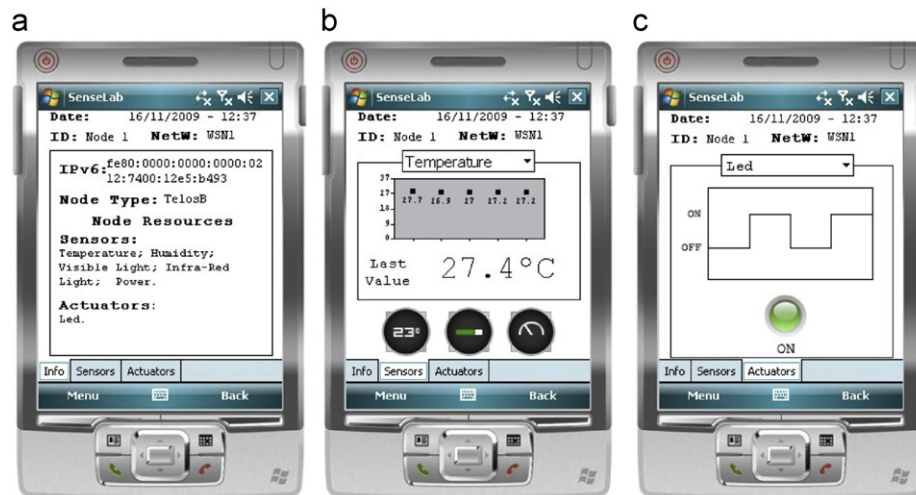 a
SenseLab
Date: 16/11/2009 - 12:37
ID: Node 1 NetW: WSN1
IPv6: fe80:0000:0000:0000:02
12:7400:12e5:b493
Node Type: TelosB
Node Resources
Sensors:
Temperature; Humidity;
Visible Light; Infra-Red
Light; Power.
Actuators:
Led.
Info Sensors Actuators
Menu Back
b
SenseLab
Date: 16/11/2009 - 12:37
ID: Node 1 NetW: WSN1
Temperature
37
27
18
9
27.7 26.9 27 27.2 27.2
Last
Value
27.4°C
23°
Info Sensors Actuators
Menu Back
c
SenseLab
Date: 16/11/2009 - 12:37
ID: Node 1 NetW: WSN1
Led
ON
OFF
ON
Info Sensors Actuators
Menu Back